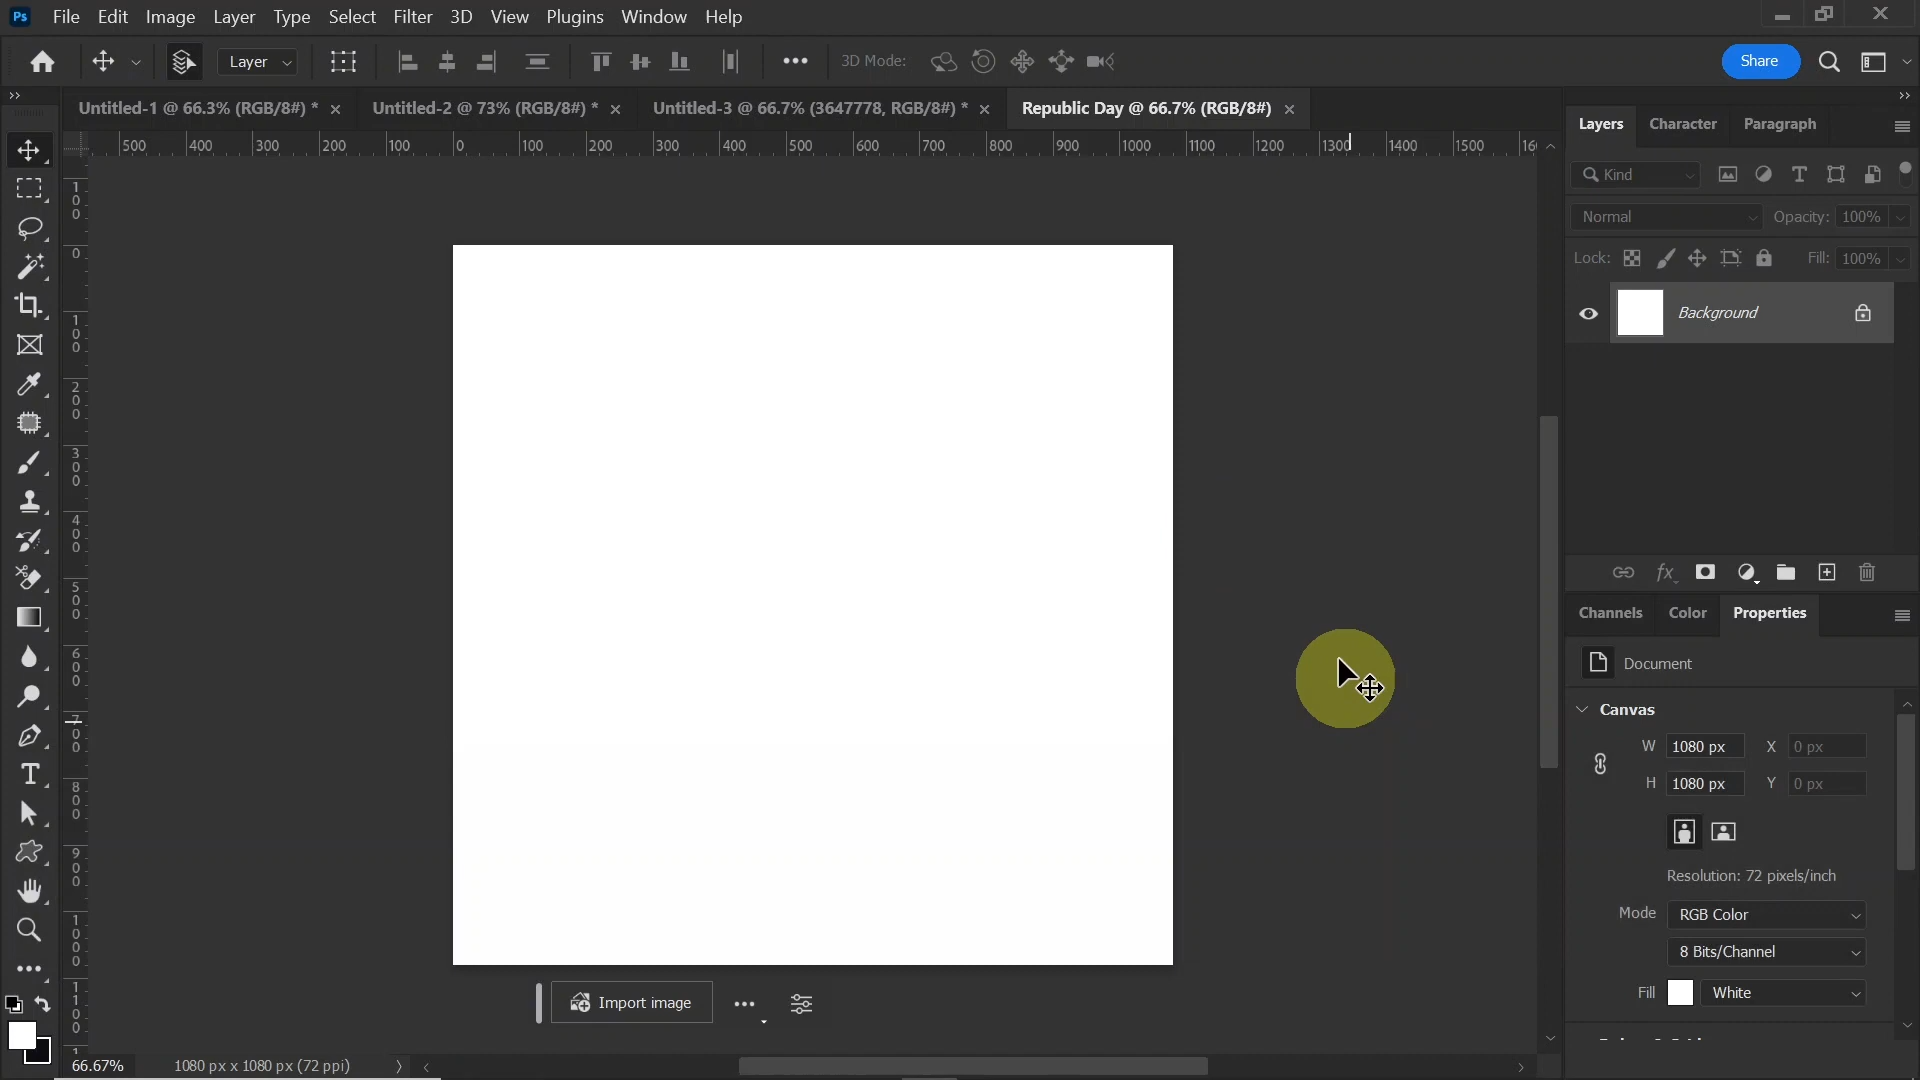 Ps File Edit Image Layer Type Select Filter 3D View Plugins Window Help
Layer 3D Mode: Share
Untitled-1 @ 66.3% (RGB/8#) * Untitled-2 @ 73% (RGB/8#) * Untitled-3 @ 66.7% (3647778, RGB/8#) * Republic Day @ 66.7% (RGB/8#)
500 400 300 200 100 0 100 200 300 400 500 600 700 800 900 1000 1100 1200 1300 1400 1500
100
0
100
200
300
400
500
600
700
800
900
1000
1100
Layers Character Paragraph
Kind
Normal Opacity: 100%
Lock: Fill: 100%
Background
Channels Color Properties
Document
Canvas
W 1080 px X 0 px
H 1080 px Y 0 px
Resolution: 72 pixels/inch
Mode RGB Color
8 Bits/Channel
Fill White
Import image
66.67% 1080 px x 1080 px (72 ppi)